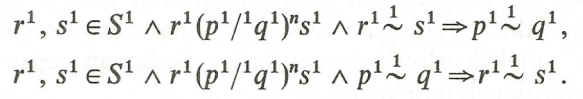 r¹, s¹ ∈ S¹ ∧ r¹(p¹/¹q¹)ⁿs¹ ∧ r¹ ~¹ s¹ ⇒ p¹ ~¹ q¹,
r¹, s¹ ∈ S¹ ∧ r¹(p¹/¹q¹)ⁿs¹ ∧ p¹ ~¹ q¹ ⇒ r¹ ~¹ s¹.